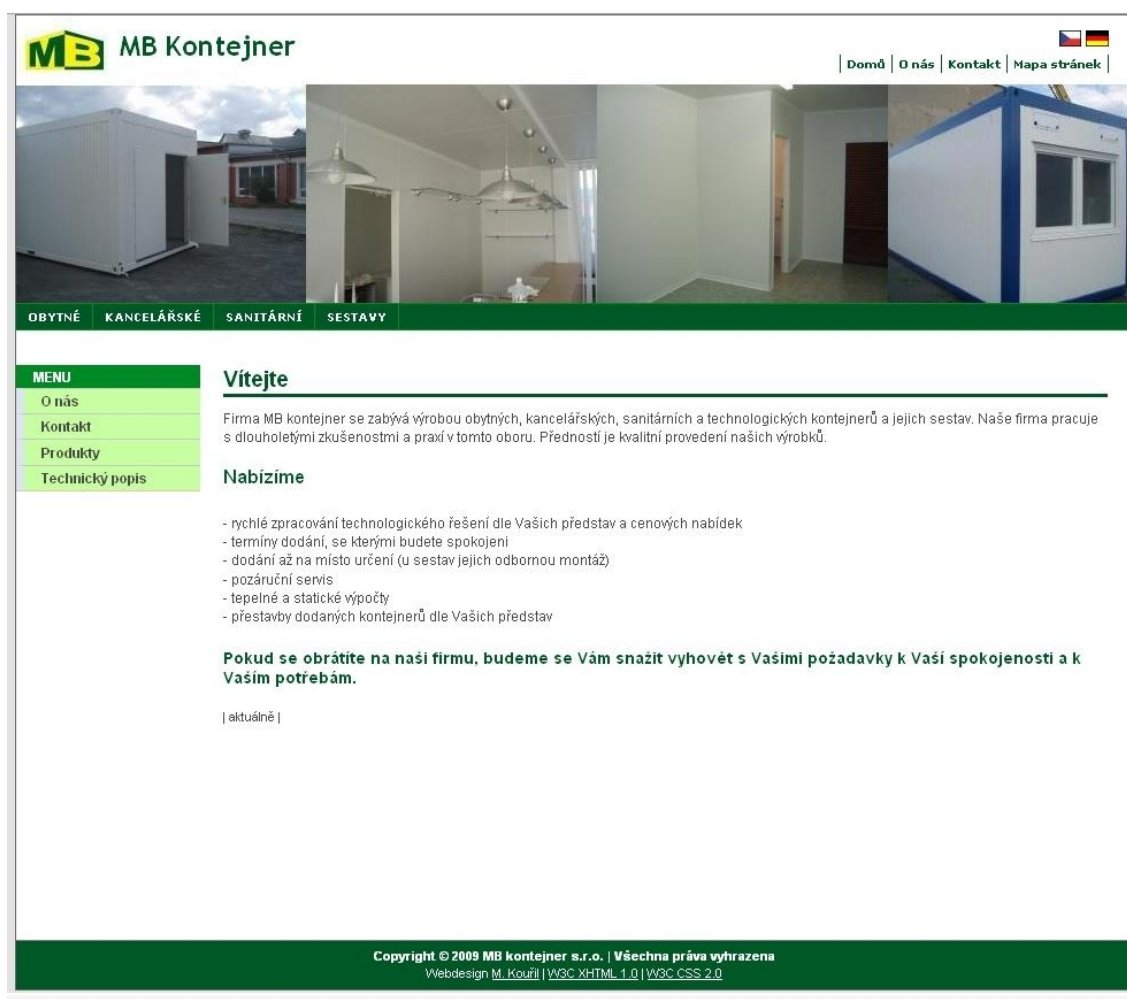 MB MB Kontejner
Domů | O nás | Kontakt | Mapa stránek |
OBYTNÉ KANCELÁŘSKÉ SANITÁRNÍ SESTAVY
MENU
O nás
Kontakt
Produkty
Technický popis
Vítejte
Firma MB kontejner se zabývá výrobou obytných, kancelářských, sanitárních a technologických kontejnerů a jejich sestav. Naše firma pracuje
s dlouholetými zkušenostmi a praxí v tomto oboru. Předností je kvalitní provedení našich výrobků.
Nabízíme
- rychlé zpracování technologického řešení dle Vašich představ a cenových nabídek
- termíny dodání, se kterými budete spokojeni
- dodání až na místo určení (u sestav jejich odbornou montáž)
- pozáruční servis
- tepelné a statické výpočty
- přestavby dodaných kontejnerů dle Vašich představ
Pokud se obrátíte na naši firmu, budeme se Vám snažit vyhovět s Vašimi požadavky k Vaší spokojenosti a k
Vaším potřebám.
| aktuálně |
Copyright © 2009 MB kontejner s.r.o. | Všechna práva vyhrazena
Webdesign M. Kouřil | W3C XHTML 1.0 | W3C CSS 2.0